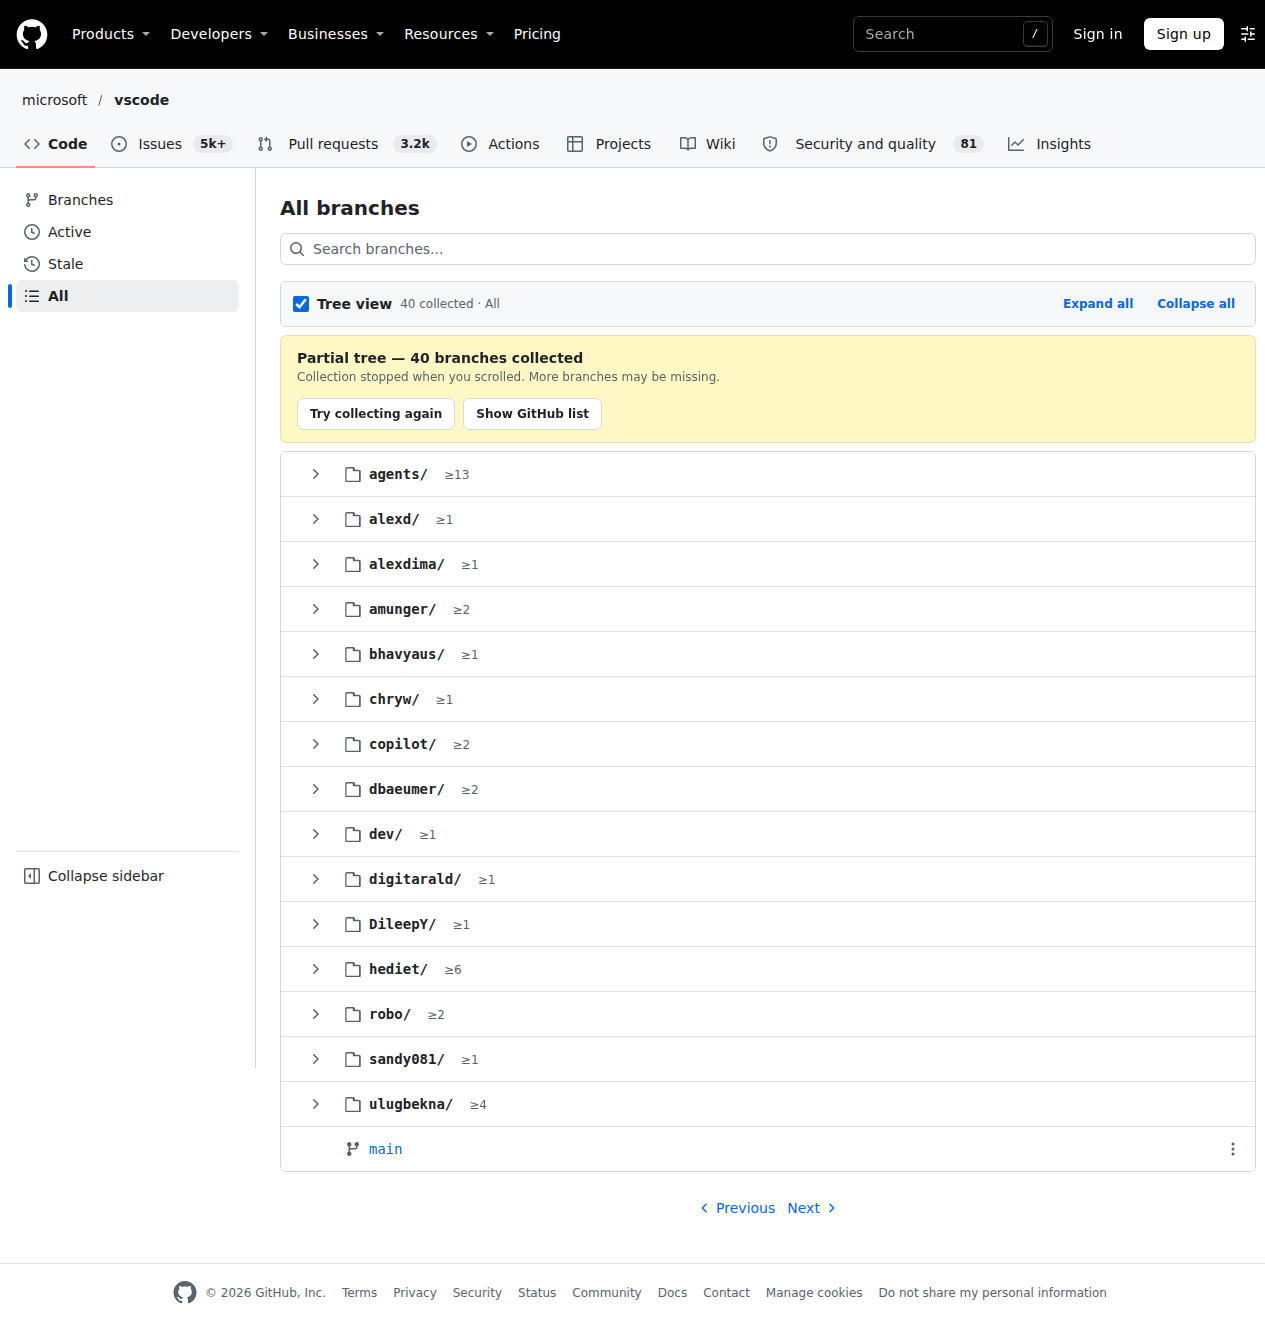 Products Developers Businesses Resources Pricing Search / Sign in Sign up
microsoft / vscode
Code Issues 5k+ Pull requests 3.2k Actions Projects Wiki Security and quality 81 Insights
Branches
Active
Stale
All
Collapse sidebar
All branches
Search branches...
Tree view 40 collected · All Expand all Collapse all
Partial tree — 40 branches collected
Collection stopped when you scrolled. More branches may be missing.
Try collecting again Show GitHub list
agents/ ≥13
alexd/ ≥1
alexdima/ ≥1
amunger/ ≥2
bhavyaus/ ≥1
chryw/ ≥1
copilot/ ≥2
dbaeumer/ ≥2
dev/ ≥1
digitarald/ ≥1
DileepY/ ≥1
hediet/ ≥6
robo/ ≥2
sandy081/ ≥1
ulugbekna/ ≥4
main
Previous Next
© 2026 GitHub, Inc. Terms Privacy Security Status Community Docs Contact Manage cookies Do not share my personal information